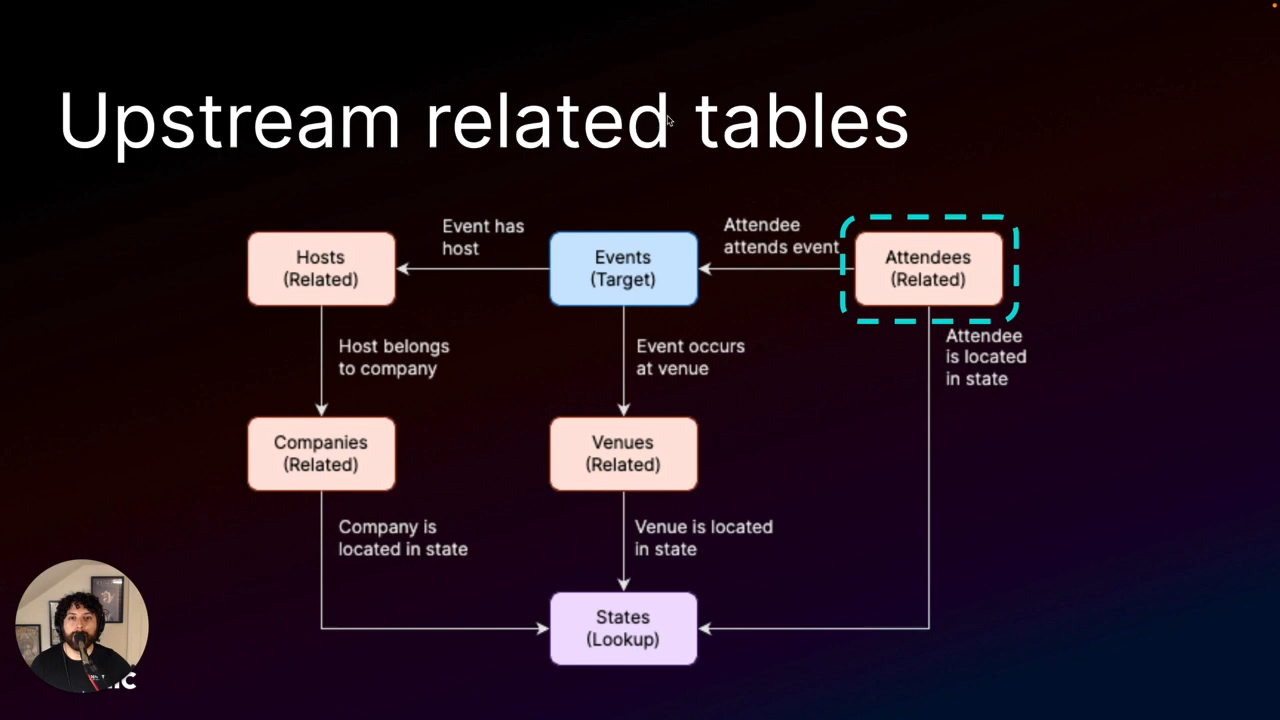 Upstream related tables
Event has
host
Attendee
attends event
Hosts
(Related)
Events
(Target)
Attendees
(Related)
Host belongs
to company
Event occurs
at venue
Attendee
is located
in state
Companies
(Related)
Venues
(Related)
Company is
located in state
Venue is located
in state
States
(Lookup)